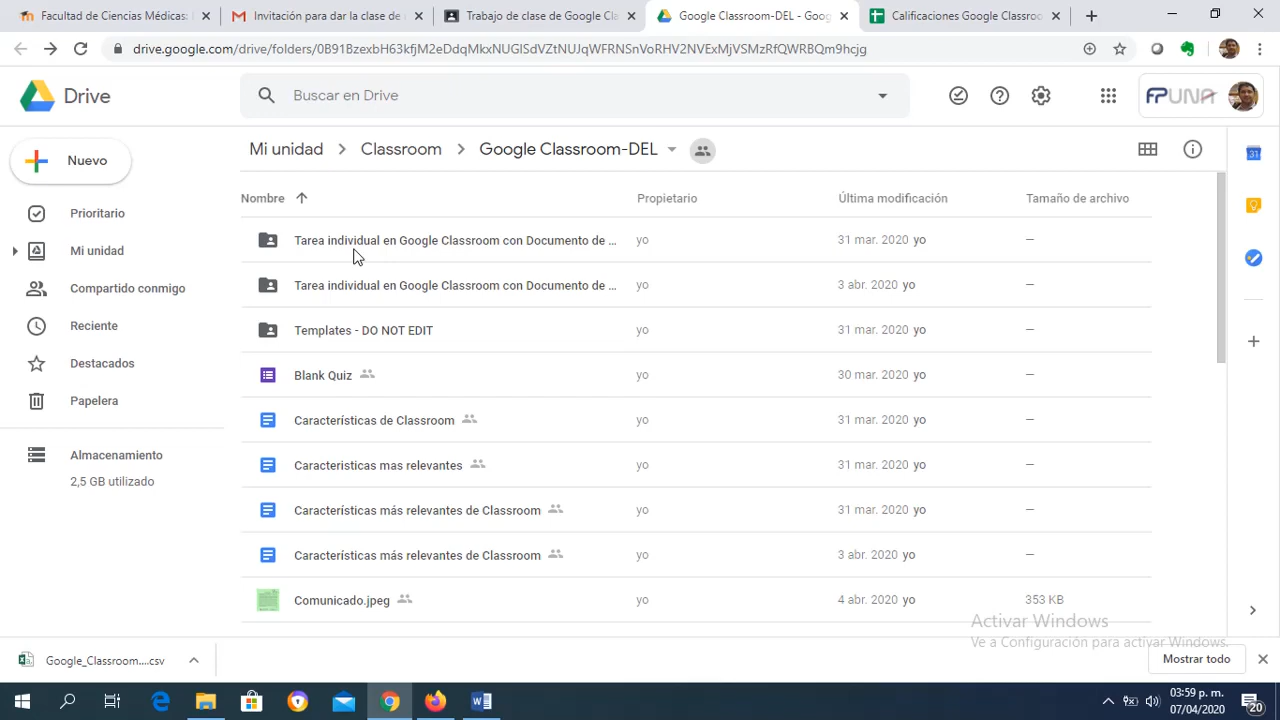 Facultad de Ciencias Médicas:
Invitación para dar la clase d
Trabajo de clase de Google Cla
Google Classroom-DEL - Goog
Calificaciones Google Classroo
drive.google.com/drive/folders/0B91BzexbH63kfjM2eDdqMkxNUGlSdVZtNUJqWFRNSnVoRHV2NVExMjVSMzRfQWRBQm9hcjg
Drive
Buscar en Drive
FPUNA
Nuevo
Mi unidad
Classroom
Google Classroom-DEL
Nombre
Propietario
Última modificación
Tamaño de archivo
Prioritario
Mi unidad
Compartido conmigo
Reciente
Destacados
Papelera
Almacenamiento
2,5 GB utilizado
Tarea individual en Google Classroom con Documento de ... yo 31 mar. 2020 yo —
Tarea individual en Google Classroom con Documento de ... yo 3 abr. 2020 yo —
Templates - DO NOT EDIT yo 31 mar. 2020 yo —
Blank Quiz yo 30 mar. 2020 yo —
Características de Classroom yo 31 mar. 2020 yo —
Caracteristicas mas relevantes yo 31 mar. 2020 yo —
Características más relevantes de Classroom yo 31 mar. 2020 yo —
Características más relevantes de Classroom yo 3 abr. 2020 yo —
Comunicado.jpeg yo 4 abr. 2020 yo 353 KB
31
Activar Windows
Ve a Configuración para activar Windows.
Google_Classroom....csv
Mostrar todo
03:59 p. m.
07/04/2020
20